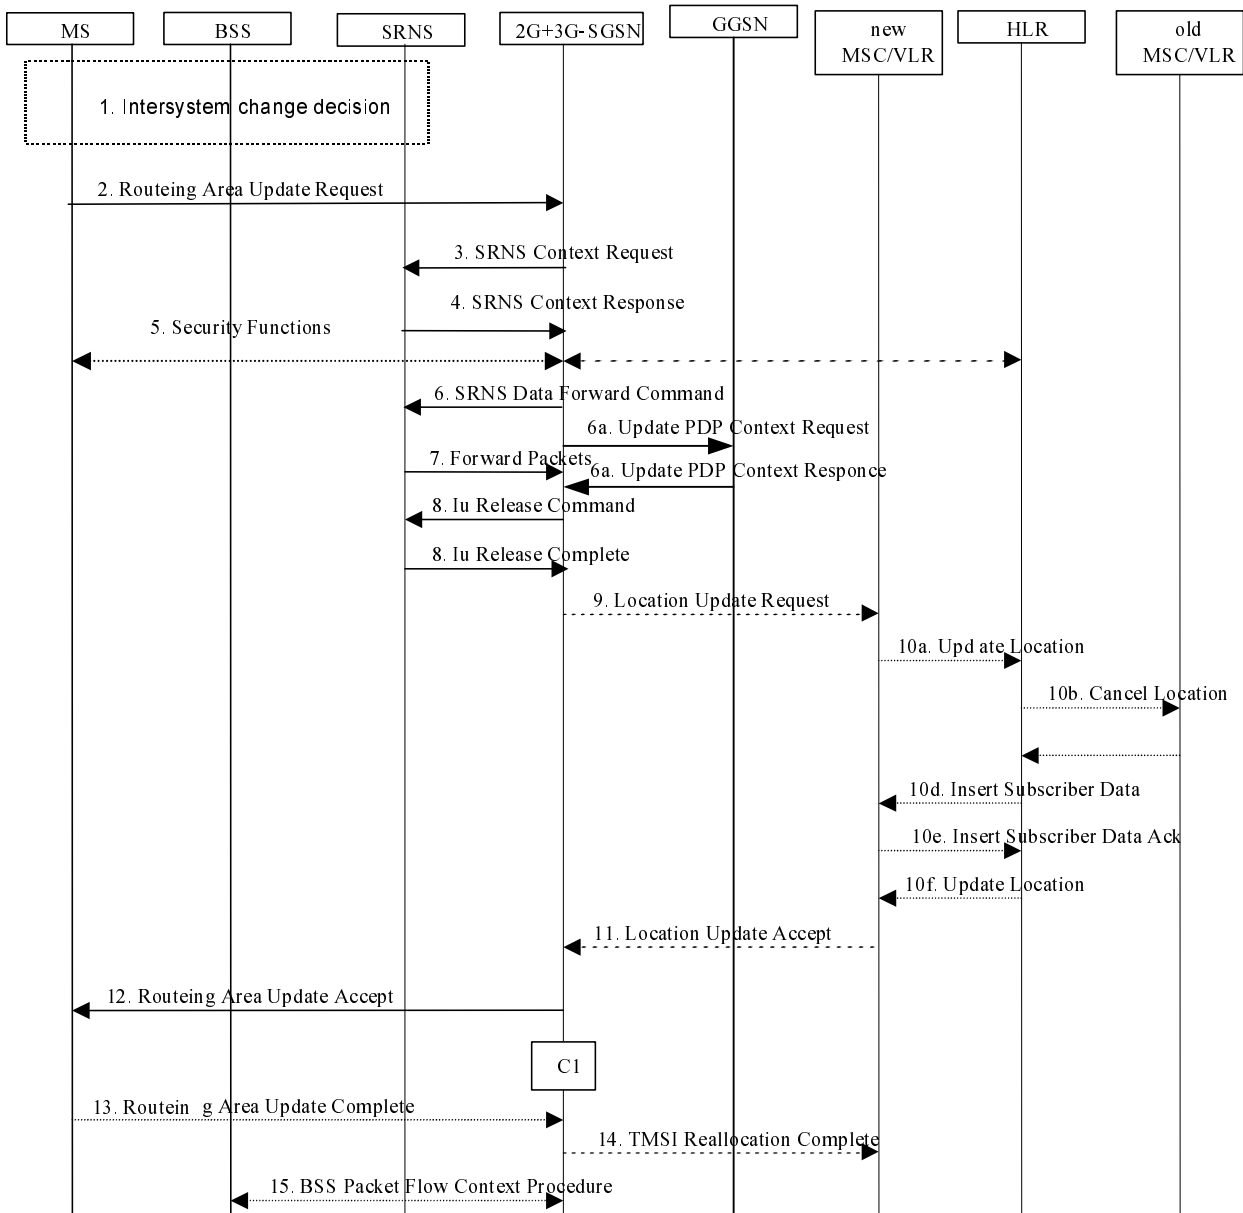 MS
BSS
SRNS
2G+3G-SGSN
GGSN
new
MSC/VLR
HLR
old
MSC/VLR
1. Intersystem change decision
2. Routeing Area Update Request
3. SRNS Context Request
4. SRNS Context Response
5. Security Functions
6. SRNS Data Forward Command
6a. Update PDP Context Request
7. Forward Packets
6a. Update PDP Context Responce
8. Iu Release Command
8. Iu Release Complete
9. Location Update Request
10a. Upd ate Location
10b. Cancel Location
10d. Insert Subscriber Data
10e. Insert Subscriber Data Ack
10f. Update Location
11. Location Update Accept
12. Routeing Area Update Accept
C1
13. Routein g Area Update Complete
14. TMSI Reallocation Complete
15. BSS Packet Flow Context Procedure